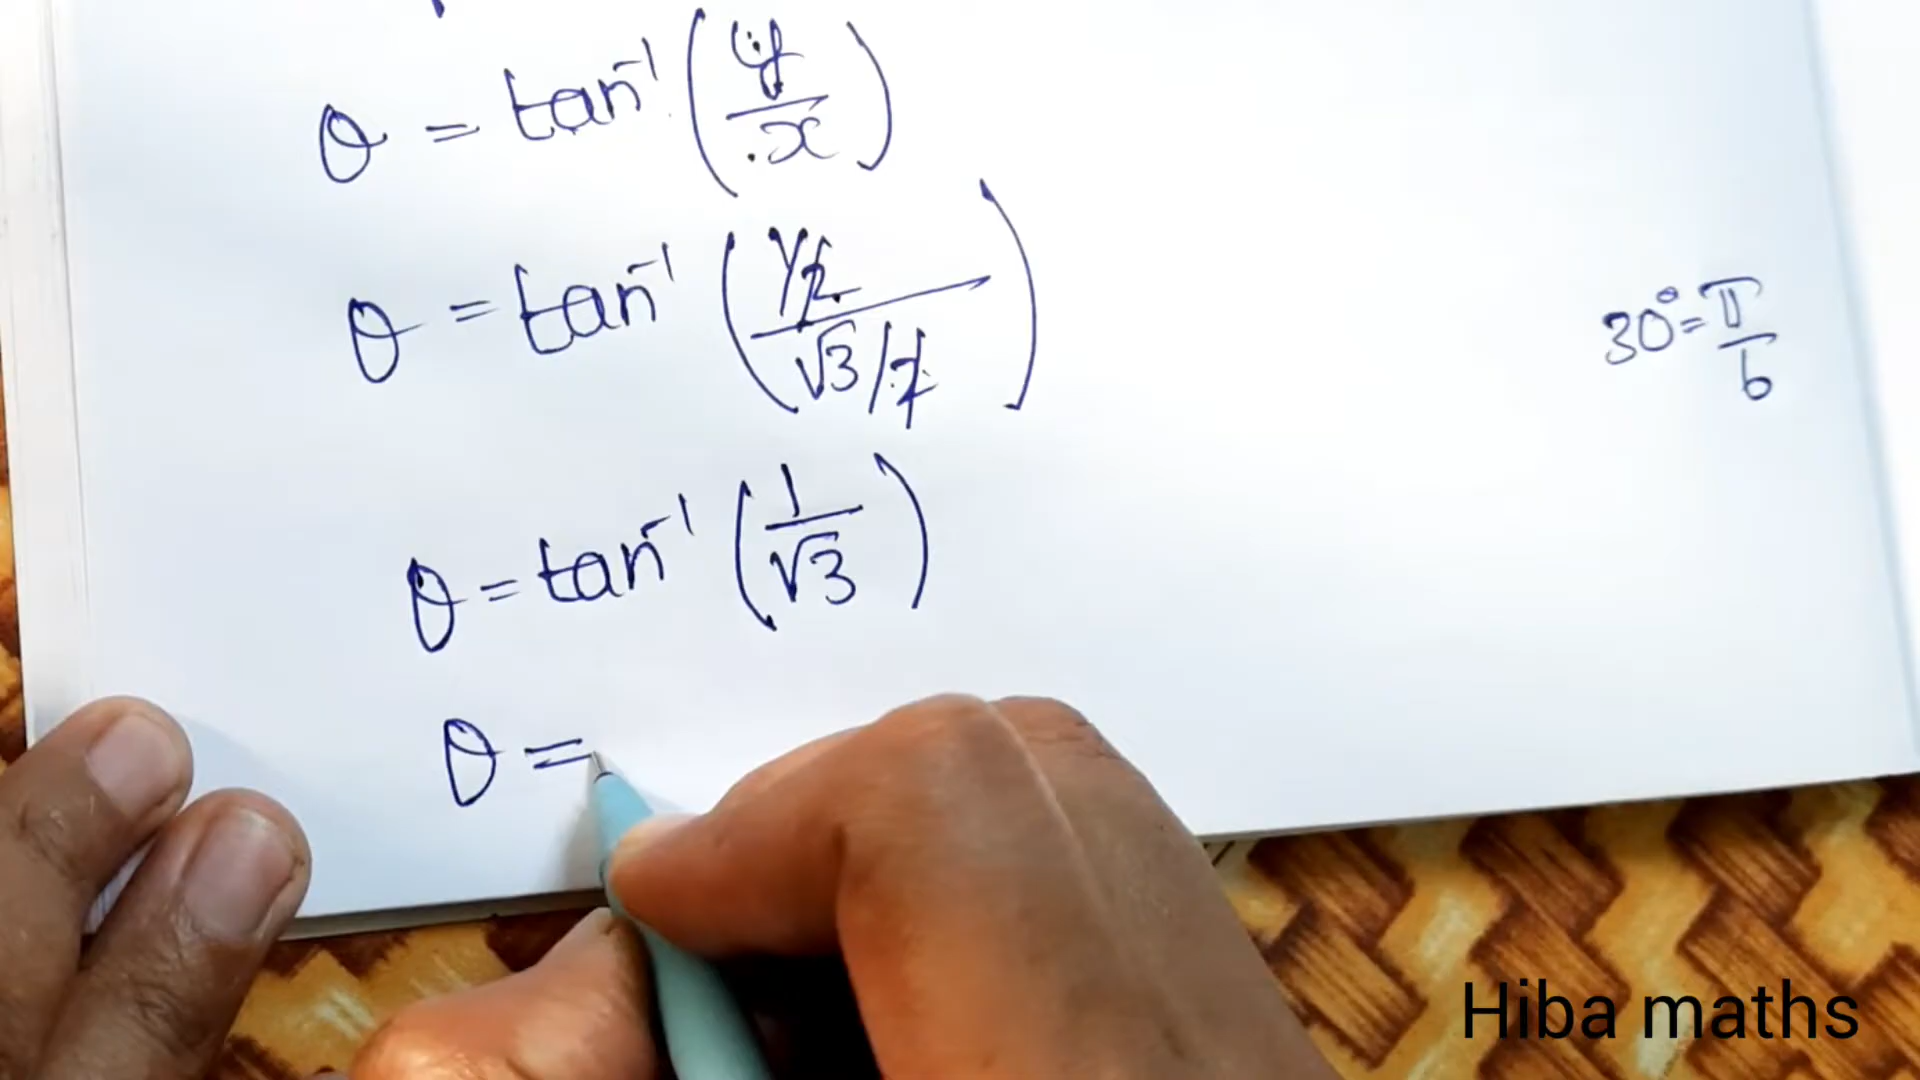 θ = tan⁻¹ (y/x)
θ = tan⁻¹ ((1/2)/(√3/2))
30° = π/6
θ = tan⁻¹ (1/√3)
θ =
Hiba maths